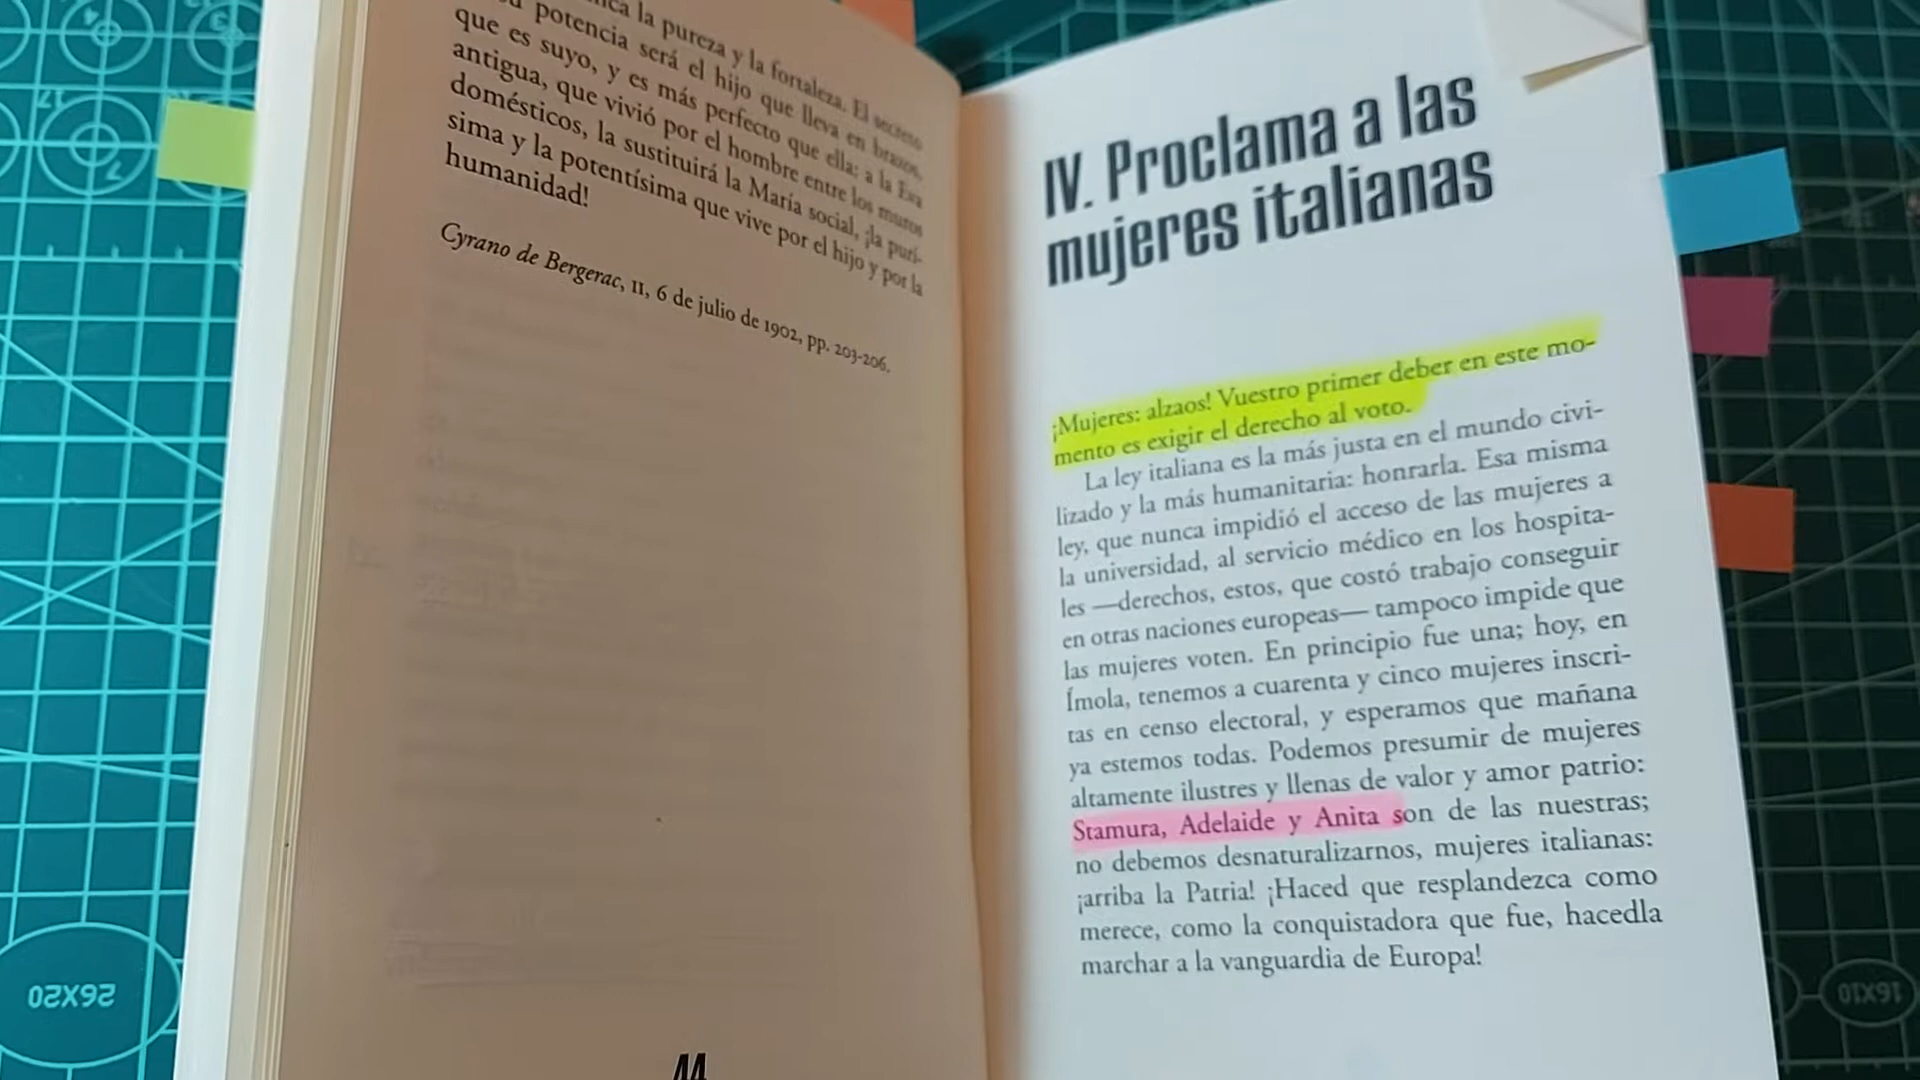 la pureza y la fortaleza. El secreto
potencia será el hijo que lleva en brazos,
que es suyo, y es más perfecto que ella; a la Eva
antigua, que vivió por el hombre entre los muros
domésticos, la sustituirá la María social, ¡la purí-
sima y la potentísima que vive por el hijo y por la
humanidad!
Cyrano de Bergerac, II, 6 de julio de 1902, pp. 203-206.
44
IV. Proclama a las
mujeres italianas
¡Mujeres: alzaos! Vuestro primer deber en este mo-
mento es exigir el derecho al voto.
La ley italiana es la más justa en el mundo civi-
lizado y la más humanitaria: honrarla. Esa misma
ley, que nunca impidió el acceso de las mujeres a
la universidad, al servicio médico en los hospita-
les —derechos, estos, que costó trabajo conseguir
en otras naciones europeas— tampoco impide que
las mujeres voten. En principio fue una; hoy, en
Ímola, tenemos a cuarenta y cinco mujeres inscri-
tas en censo electoral, y esperamos que mañana
ya estemos todas. Podemos presumir de mujeres
altamente ilustres y llenas de valor y amor patrio:
Stamura, Adelaide y Anita son de las nuestras;
no debemos desnaturalizarnos, mujeres italianas:
¡arriba la Patria! ¡Haced que resplandezca como
merece, como la conquistadora que fue, hacedla
marchar a la vanguardia de Europa!
26X20
16X10